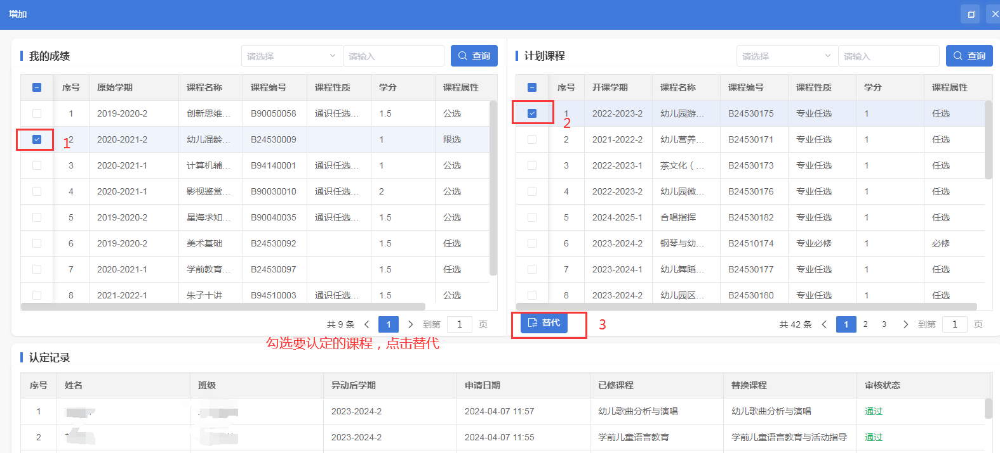 增加
我的成绩 请选择 请输入 查询
序号 原始学期 课程名称 课程编号 课程性质 学分 课程属性
1 2019-2020-2 创新思维... B90050058 通识任选... 1.5 公选
2 2020-2021-2 幼儿混龄... B24530009 1 限选
1
3 2020-2021-1 计算机辅... B94140001 通识任选... 1 公选
4 2020-2021-1 影视鉴赏... B90030010 通识任选... 2 公选
5 2019-2020-2 星海求知... B90040035 通识任选... 1.5 公选
6 2019-2020-2 美术基础 B24530092 1.5 任选
7 2020-2021-1 学前教育... B24530097 1.5 任选
8 2021-2022-1 朱子十讲 B94510003 通识任选... 1.5 公选
共 9 条 1 到第 1 页
计划课程 请选择 请输入 查询
序号 开课学期 课程名称 课程编号 课程性质 学分 课程属性
1 2022-2023-2 幼儿园游... B24530175 专业任选 1 任选
2
2 2021-2022-2 幼儿营养... B24530171 专业任选 1 任选
3 2022-2023-1 茶文化（... B24530173 专业任选 1 任选
4 2022-2023-2 幼儿园微... B24530176 专业任选 1 任选
5 2024-2025-1 合唱指挥 B24530182 专业任选 1 任选
6 2023-2024-2 钢琴与幼... B24510174 专业必修 1 必修
7 2023-2024-1 幼儿舞蹈... B24530177 专业任选 1 任选
8 2023-2024-2 幼儿园区... B24530180 专业任选 1 任选
替代 3 共 42 条 1 2 3 到第 1 页
勾选要认定的课程，点击替代
认定记录
序号 姓名 班级 异动后学期 申请日期 已修课程 替换课程 审核状态
1 2023-2024-2 2024-04-07 11:57 幼儿歌曲分析与演唱 幼儿歌曲分析与演唱 通过
2 2023-2024-2 2024-04-07 11:55 学前儿童语言教育 学前儿童语言教育与活动指导 通过